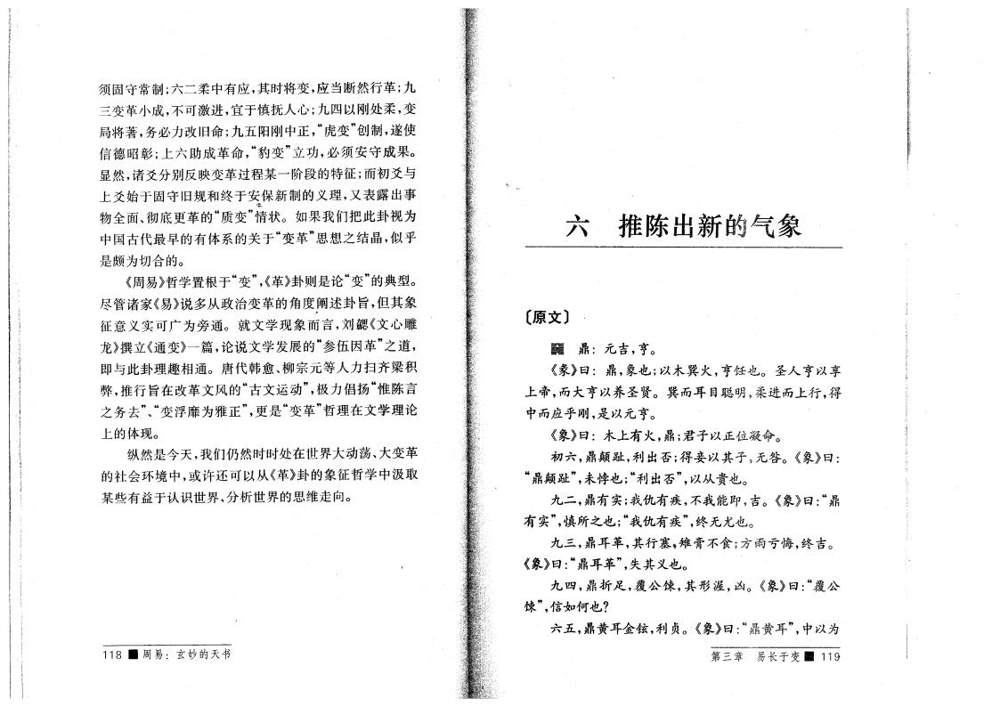 须固守常制；六二柔中有应，其时将变，应当断然行革；九
三变革小成，不可激进，宜于慎抚人心；九四以刚处柔，变
局将著，务必力改旧命；九五阳刚中正，“虎变”创制，遂使
信德昭彰；上六助成革命，“豹变”立功，必须安守成果。
显然，诸爻分别反映变革过程某一阶段的特征；而初爻与
上爻始于固守旧规和终于安保新制的义理，又表露出事
物全面、彻底更革的“质变”情状。如果我们把此卦视为
中国古代最早的有体系的关于“变革”思想之结晶，似乎
是颇为切合的。
《周易》哲学置根于“变”，《革》卦则是论“变”的典型。
尽管诸家《易》说多从政治变革的角度阐述卦旨，但其象
征意义实可广为旁通。就文学现象而言，刘勰《文心雕
龙》撰立《通变》一篇，论说文学发展的“参伍因革”之道，
即与此卦理趣相通。唐代韩愈、柳宗元等人力扫齐梁积
弊，推行旨在改革文风的“古文运动”，极力倡扬“惟陈言
之务去”、“变浮靡为雅正”，更是“变革”哲理在文学理论
上的体现。
纵然是今天，我们仍然时时处在世界大动荡、大变革
的社会环境中，或许还可以从《革》卦的象征哲学中汲取
某些有益于认识世界、分析世界的思维走向。
118 ■ 周易：玄妙的天书
六 推陈出新的气象
〔原文〕
䷱ 鼎：元吉，亨。
《彖》曰：鼎，象也；以木巽火，亨饪也。圣人亨以享
上帝，而大亨以养圣贤。巽而耳目聪明，柔进而上行，得
中而应乎刚，是以元亨。
《象》曰：木上有火，鼎；君子以正位凝命。
初六，鼎颠趾，利出否；得妾以其子，无咎。《象》曰：
“鼎颠趾”，未悖也；“利出否”，以从贵也。
九二，鼎有实；我仇有疾，不我能即，吉。《象》曰：“鼎
有实”，慎所之也；“我仇有疾”，终无尤也。
九三，鼎耳革，其行塞，雉膏不食；方雨亏悔，终吉。
《象》曰：“鼎耳革”，失其义也。
九四，鼎折足，覆公餗，其形渥，凶。《象》曰：“覆公
餗”，信如何也？
六五，鼎黄耳金铉，利贞。《象》曰：“鼎黄耳”，中以为
第三章 易长于变 ■ 119